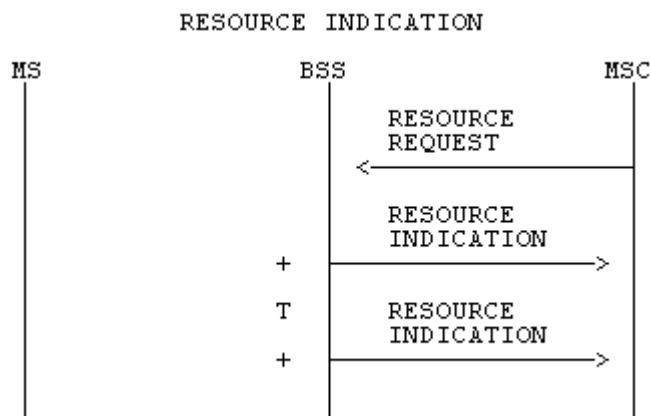 RESOURCE INDICATION
MS BSS MSC
RESOURCE
REQUEST
RESOURCE
INDICATION
+
T RESOURCE
INDICATION
+